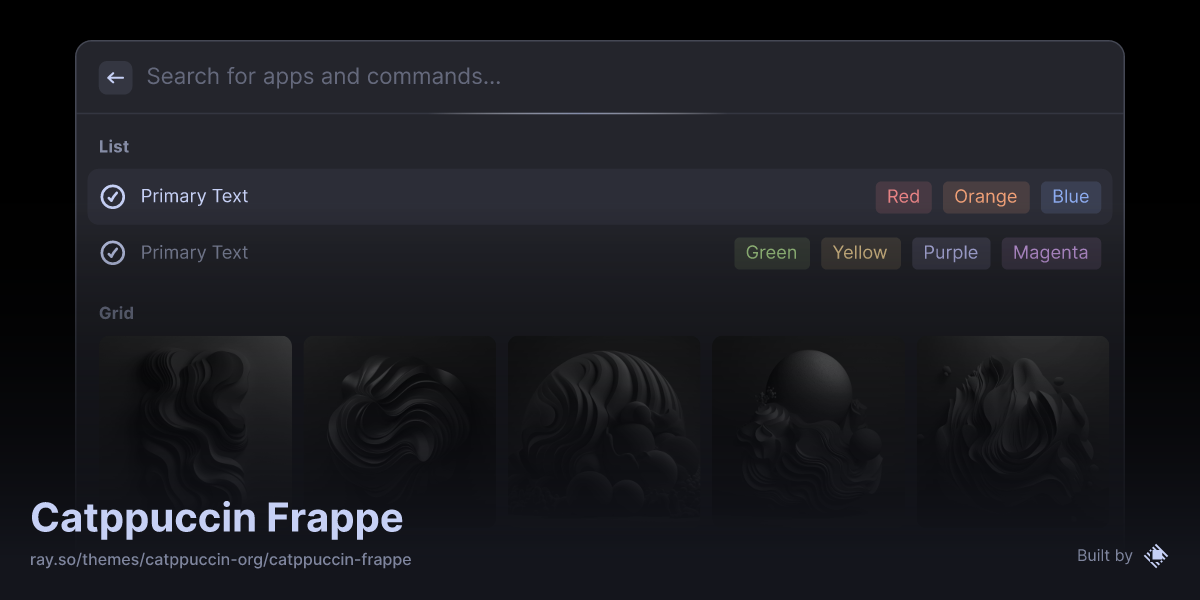 Search for apps and commands...
List
Primary Text Red Orange Blue
Primary Text Green Yellow Purple Magenta
Grid
Catppuccin Frappe
ray.so/themes/catppuccin-org/catppuccin-frappe
Built by